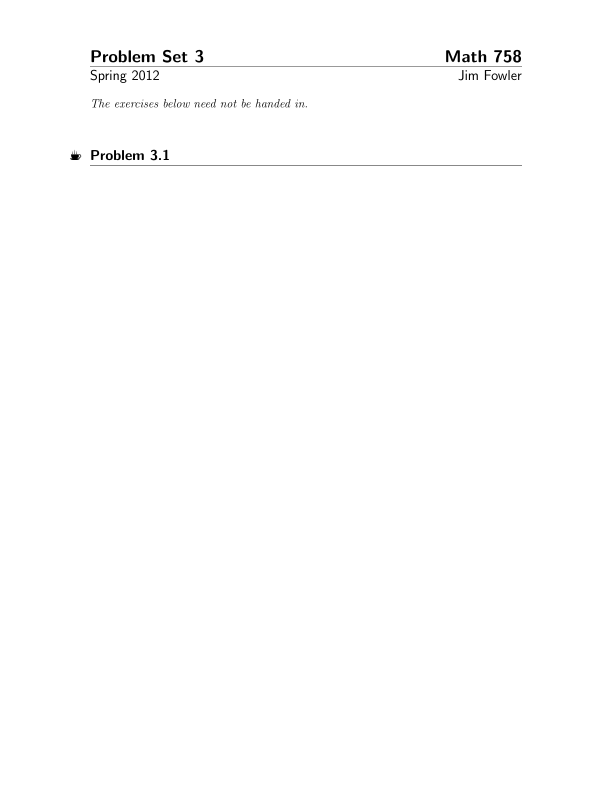 Problem Set 3 Math 758
Spring 2012 Jim Fowler
The exercises below need not be handed in.
Problem 3.1